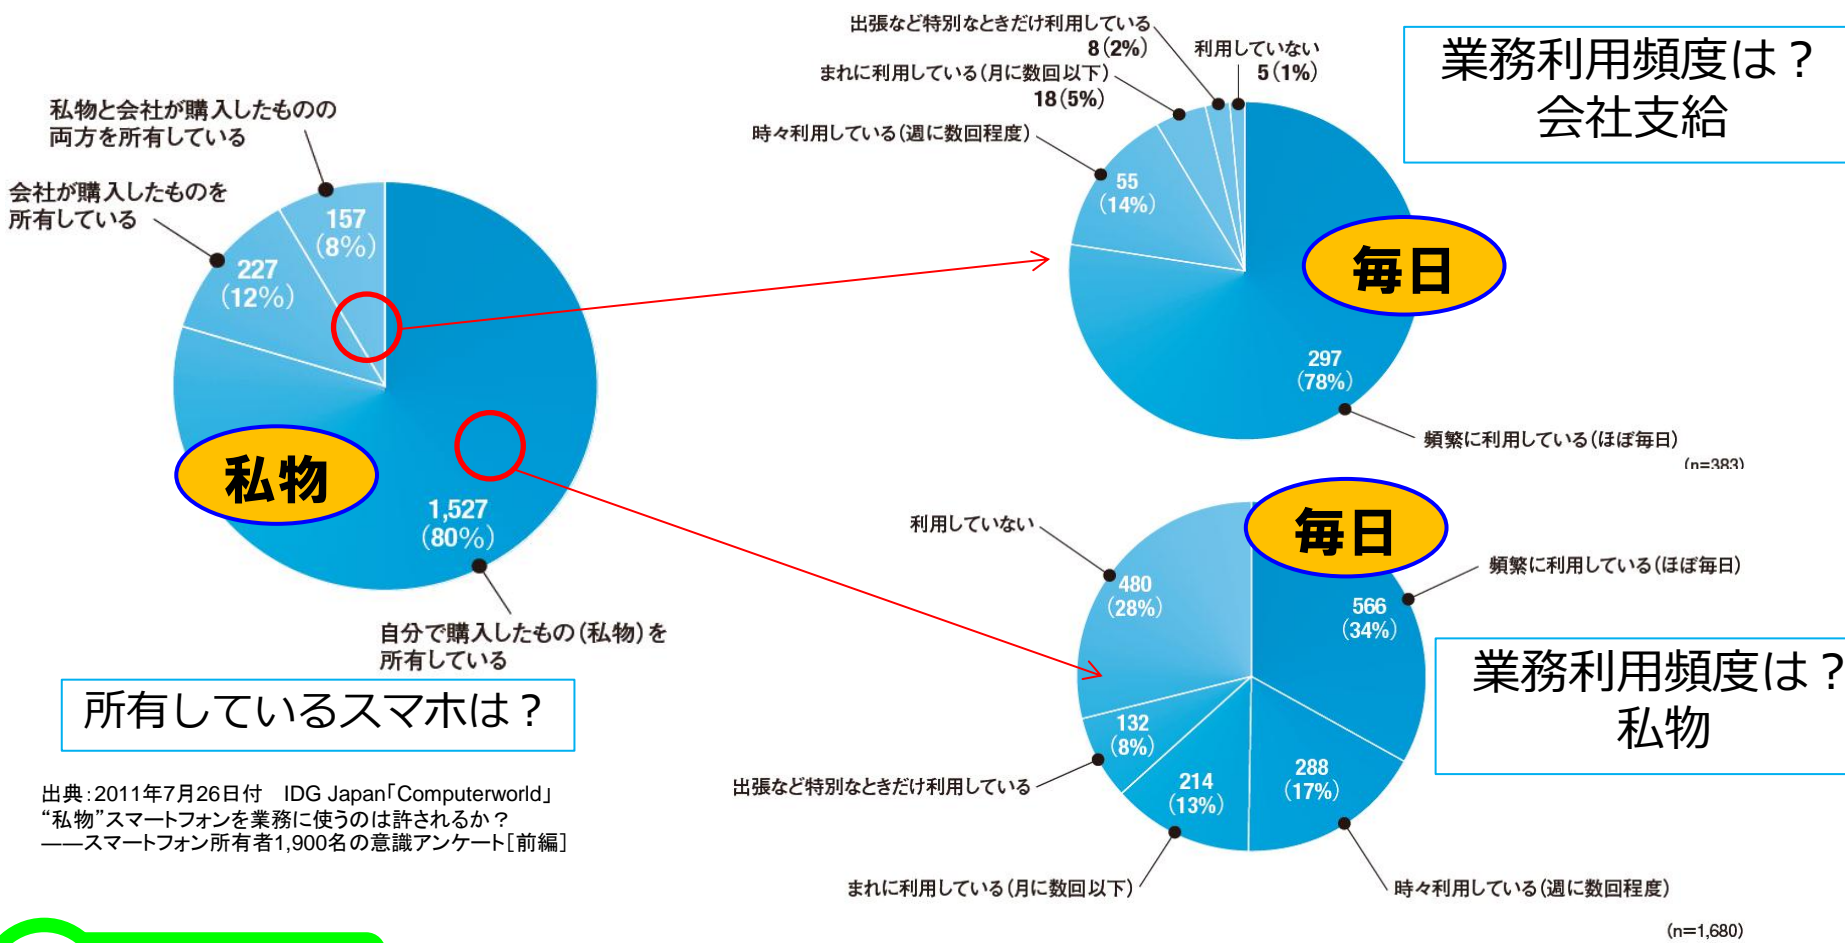 私物と会社が購入したものの
両方を所有している
会社が購入したものを
所有している
157
(8%)
227
(12%)
私物
1,527
(80%)
自分で購入したもの(私物)を
所有している
所有しているスマホは？
出典：2011年7月26日付　IDG Japan「Computerworld」
“私物”スマートフォンを業務に使うのは許されるか？
——スマートフォン所有者1,900名の意識アンケート[前編]
出張など特別なときだけ利用している
8(2%)
利用していない
5(1%)
まれに利用している(月に数回以下)
18(5%)
時々利用している(週に数回程度)
55
(14%)
毎日
297
(78%)
頻繁に利用している(ほぼ毎日)
(n=383)
業務利用頻度は？
会社支給
利用していない
480
(28%)
毎日
頻繁に利用している(ほぼ毎日)
566
(34%)
132
(8%)
出張など特別なときだけ利用している
214
(13%)
288
(17%)
まれに利用している(月に数回以下)
時々利用している(週に数回程度)
(n=1,680)
業務利用頻度は？
私物